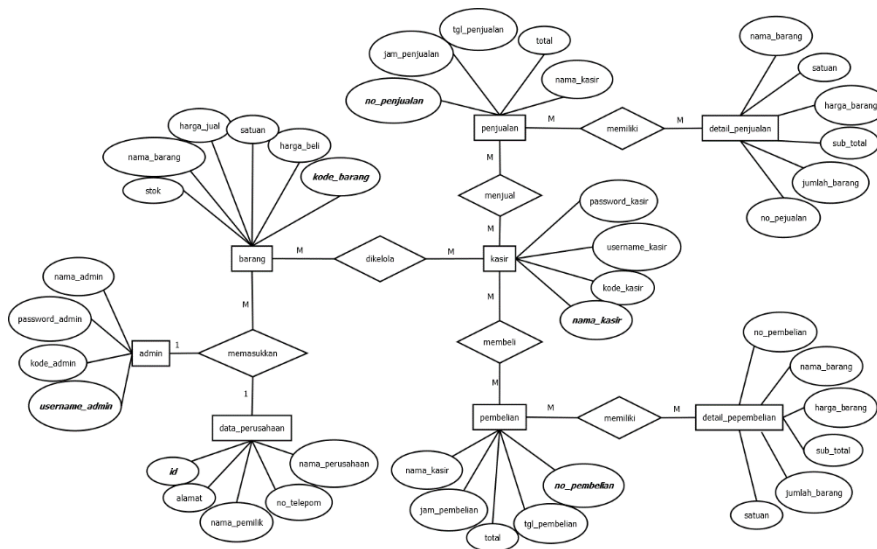 tgl_penjualan
jam_penjualan
total
nama_kasir
no_penjualan
penjualan
M
memiliki
M
detail_penjualan
nama_barang
satuan
harga_barang
sub_total
jumlah_barang
no_pejualan
M
menjual
M
harga_jual
satuan
harga_beli
nama_barang
kode_barang
stok
barang
M
dikelola
M
kasir
password_kasir
username_kasir
kode_kasir
nama_kasir
M
nama_admin
password_admin
kode_admin
username_admin
admin
1
memasukkan
1
data_perusahaan
id
alamat
nama_pemilik
no_telepom
nama_perusahaan
M
membeli
M
pembelian
M
memiliki
M
detail_pepembelian
no_pembelian
nama_barang
harga_barang
sub_total
jumlah_barang
satuan
nama_kasir
jam_pembelian
total
tgl_pembelian
no_pembelian